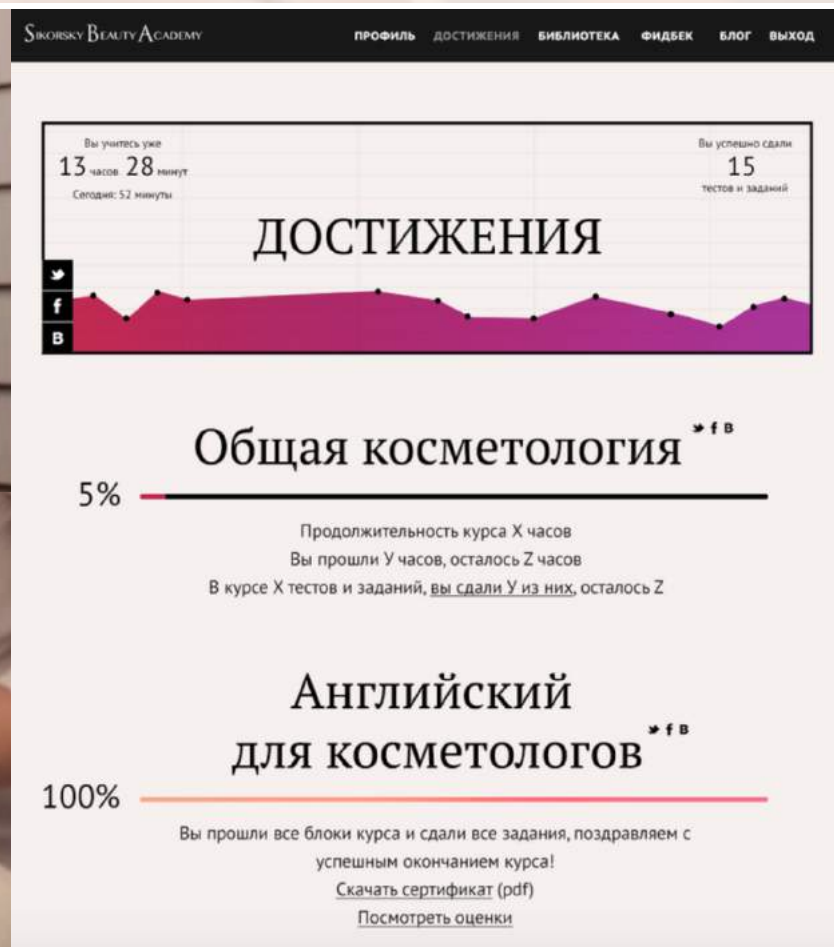 Sikorsky Beauty Academy
ПРОФИЛЬ ДОСТИЖЕНИЯ БИБЛИОТЕКА ФИДБЕК БЛОГ ВЫХОД
Вы учитесь уже
13 часов 28 минут
Сегодня: 52 минуты
Вы успешно сдали
15
тестов и заданий
ДОСТИЖЕНИЯ
Общая косметология
5%
Продолжительность курса X часов
Вы прошли У часов, осталось Z часов
В курсе X тестов и заданий, вы сдали У из них, осталось Z
Английский
для косметологов
100%
Вы прошли все блоки курса и сдали все задания, поздравляем с
успешным окончанием курса!
Скачать сертификат (pdf)
Посмотреть оценки